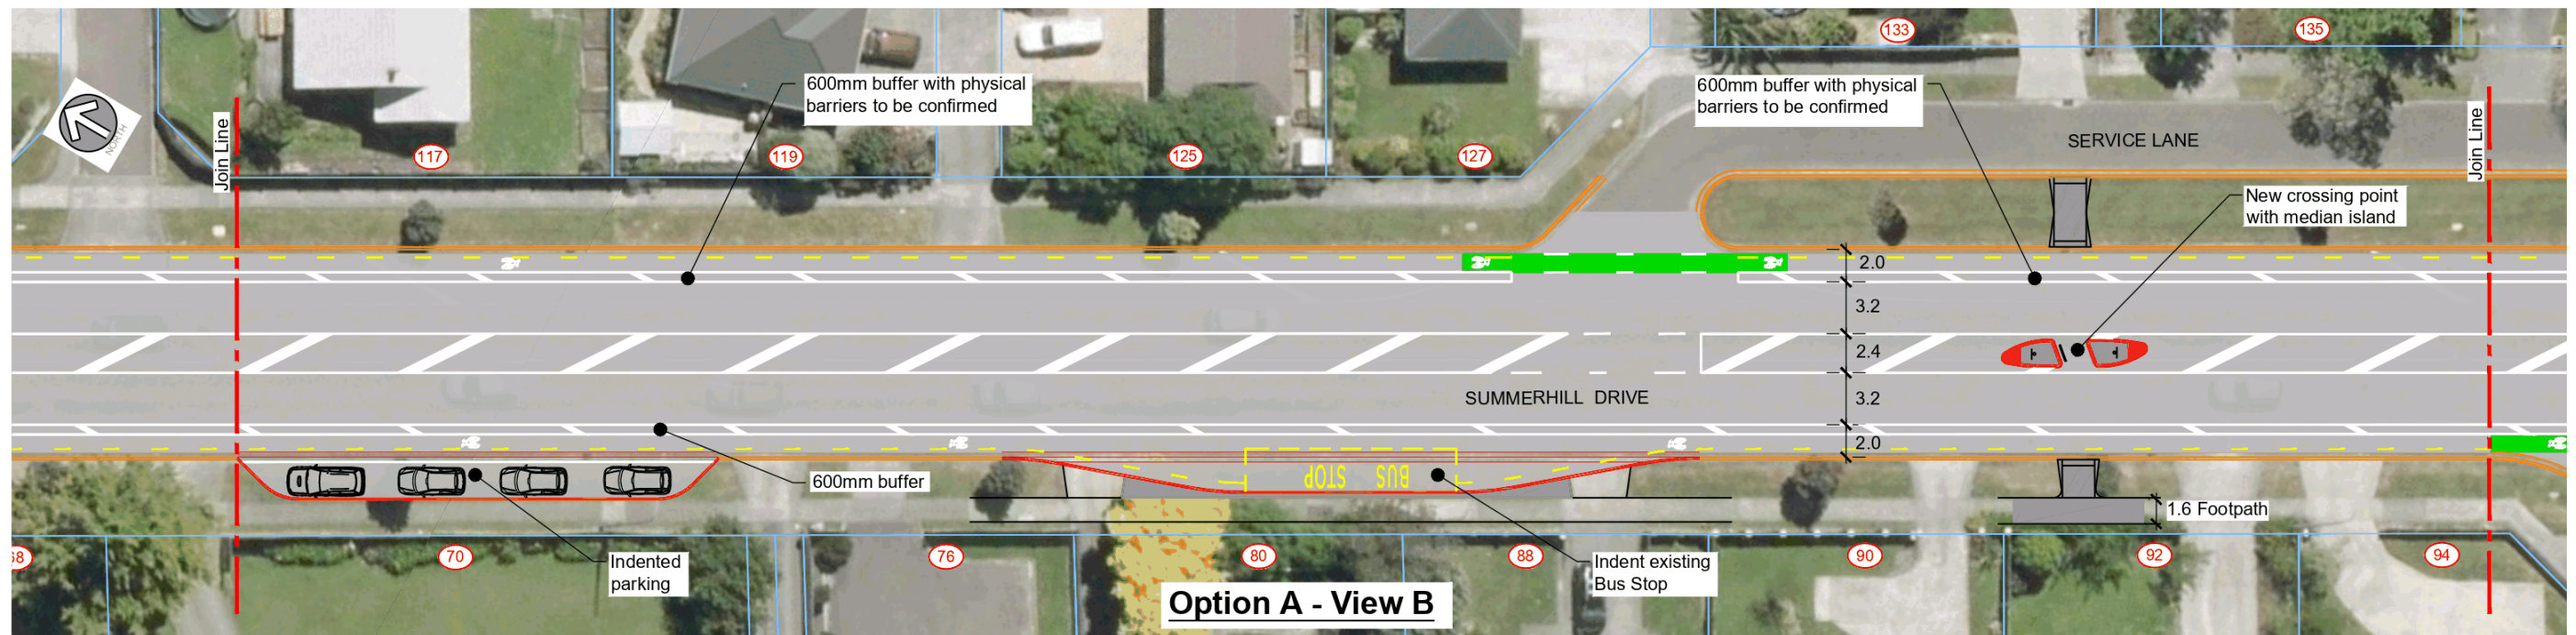 133
135
600mm buffer with physical
barriers to be confirmed
600mm buffer with physical
barriers to be confirmed
NORTH
Join Line
Join Line
SERVICE LANE
117
119
125
127
New crossing point
with median island
2.0
3.2
2.4
3.2
2.0
SUMMERHILL DRIVE
BUS
STOP
600mm buffer
1.6 Footpath
68
70
76
80
88
90
92
94
Indented
parking
Indent existing
Bus Stop
Option A - View B